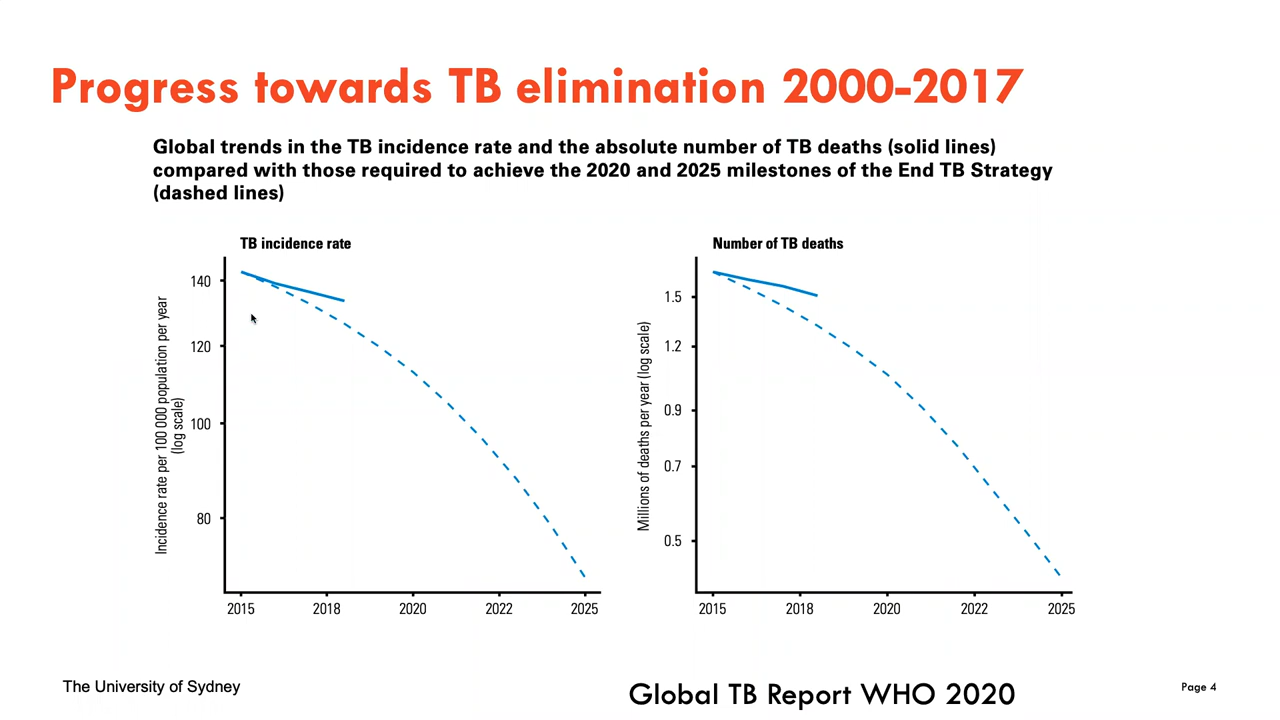 Progress towards TB elimination 2000-2017
Global trends in the TB incidence rate and the absolute number of TB deaths (solid lines)
compared with those required to achieve the 2020 and 2025 milestones of the End TB Strategy
(dashed lines)
TB incidence rate
Incidence rate per 100 000 population per year
(log scale)
140
120
100
80
2015 2018 2020 2022 2025
Number of TB deaths
Millions of deaths per year (log scale)
1.5
1.2
0.9
0.7
0.5
2015 2018 2020 2022 2025
The University of Sydney
Global TB Report WHO 2020
Page 4